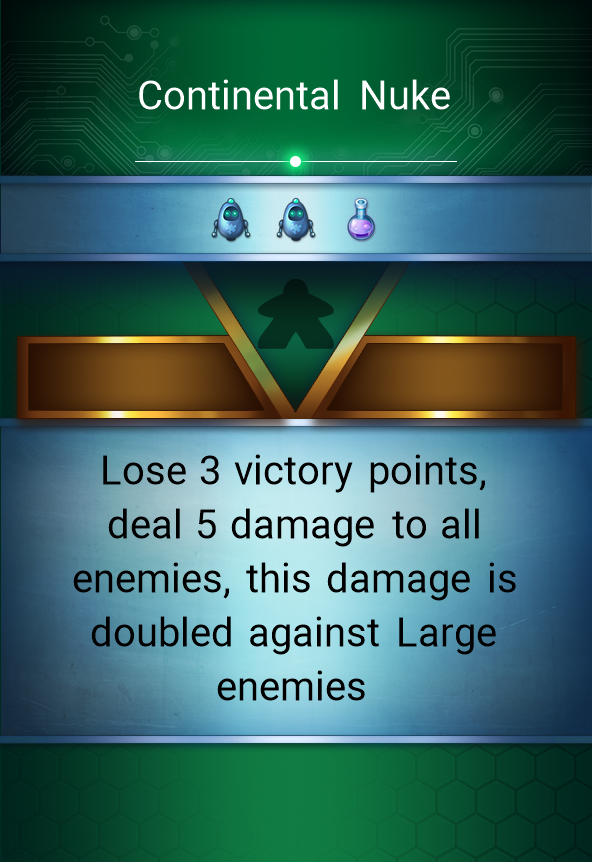 Continental Nuke
Lose 3 victory points,
deal 5 damage to all
enemies, this damage is
doubled against Large
enemies